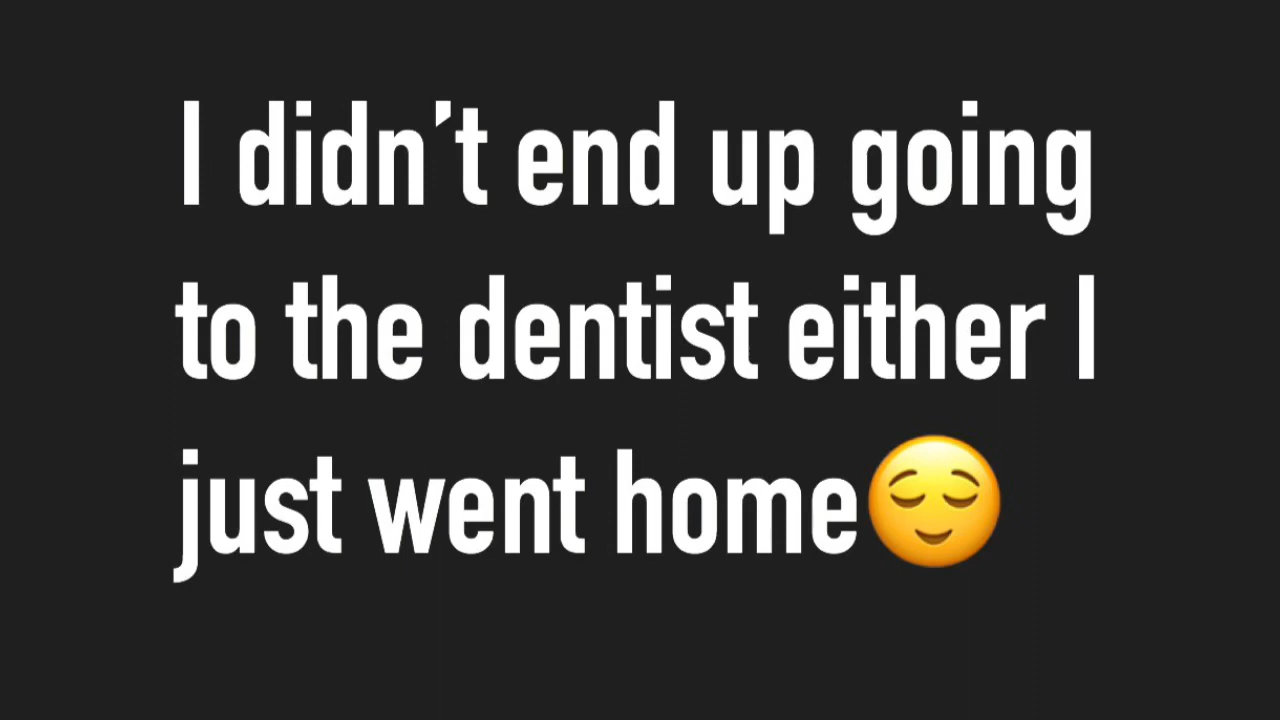 I didn’t end up going
to the dentist either I
just went home😌